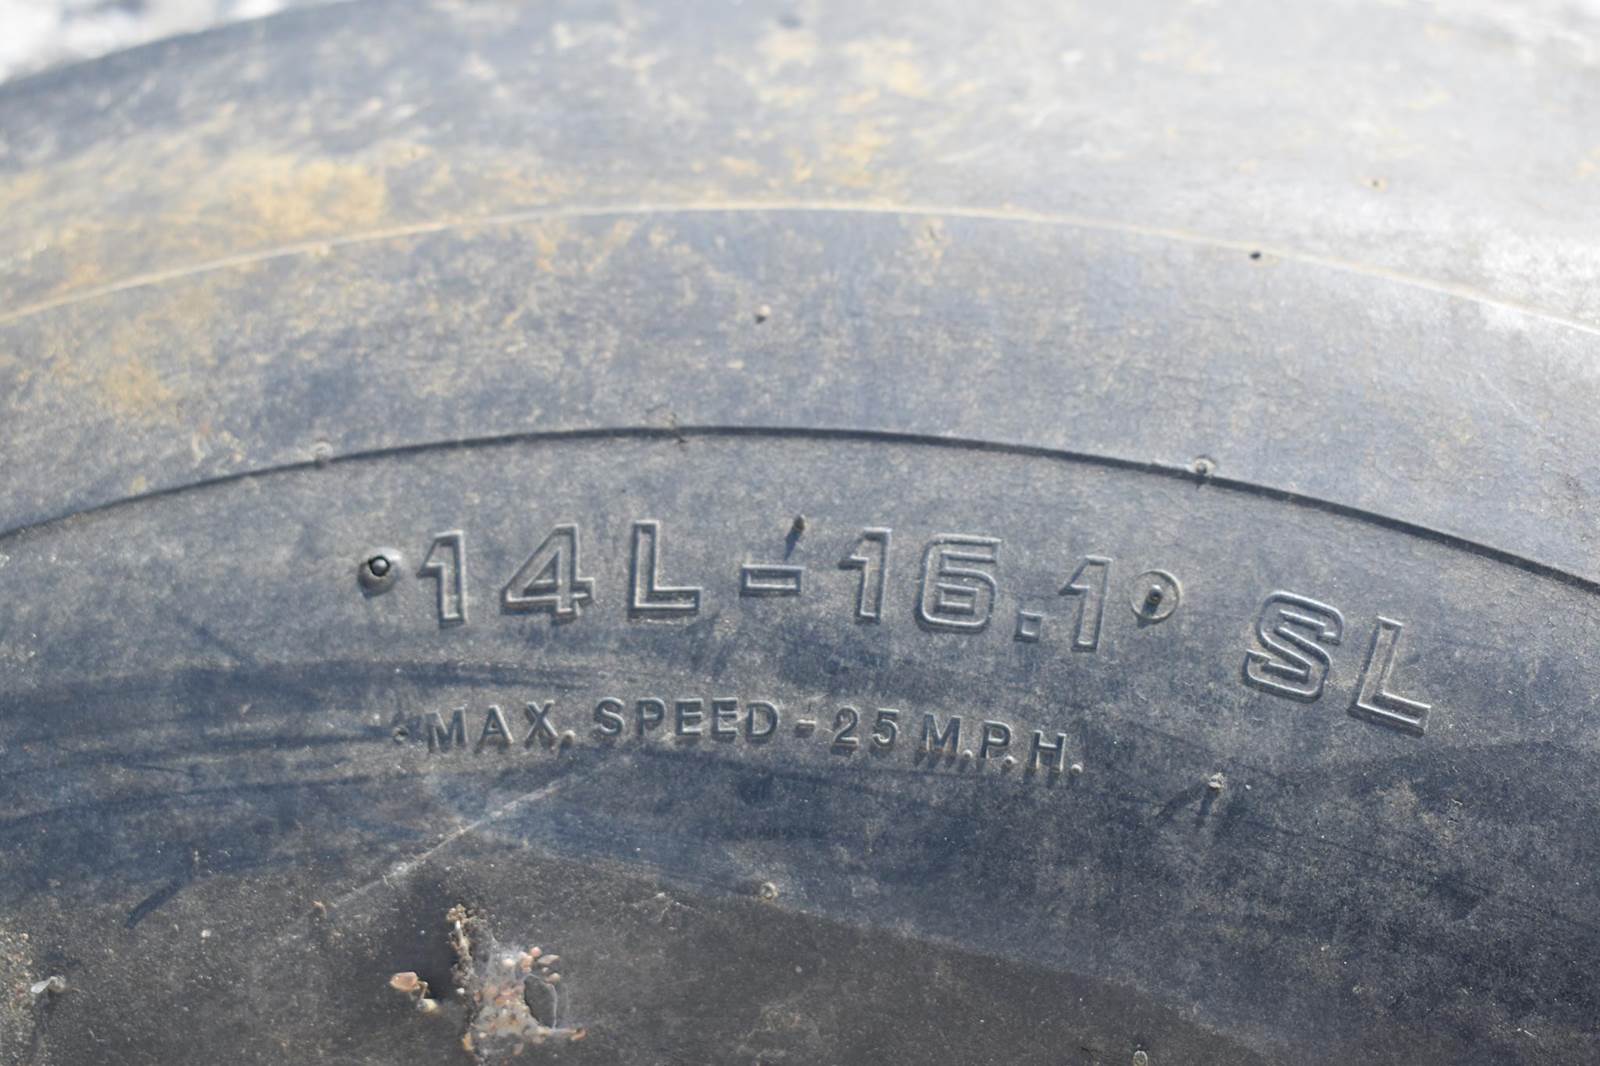 14L-16.1 SL
MAX. SPEED-25 M.P.H.